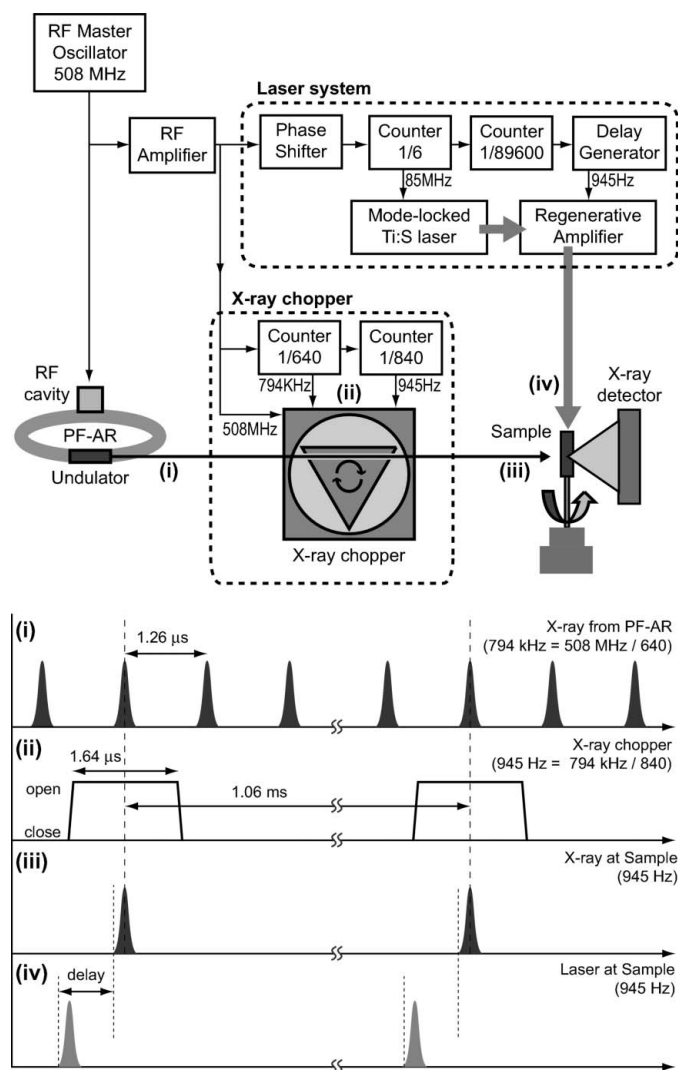 RF Master
Oscillator
508 MHz
Laser system
RF
Amplifier
Phase
Shifter
Counter
1/6
Counter
1/89600
Delay
Generator
85MHz
945Hz
Mode-locked
Ti:S laser
Regenerative
Amplifier
X-ray chopper
Counter
1/640
Counter
1/840
794KHz
(ii)
945Hz
508MHz
RF
cavity
PF-AR
Undulator
(i)
X-ray chopper
(iv)
X-ray
detector
Sample
(iii)
(i)
1.26 μs
X-ray from PF-AR
(794 kHz = 508 MHz / 640)
(ii)
1.64 μs
X-ray chopper
(945 Hz = 794 kHz / 840)
open
1.06 ms
close
(iii)
X-ray at Sample
(945 Hz)
(iv)
delay
Laser at Sample
(945 Hz)